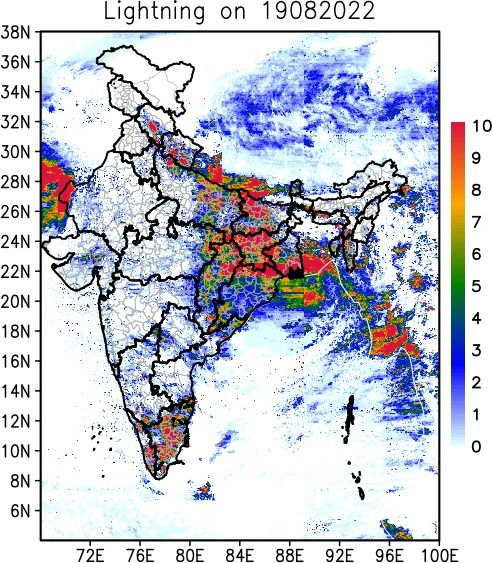 Lightning on 19082022
38N
36N
34N
32N
30N
28N
26N
24N
22N
20N
18N
16N
14N
12N
10N
8N
6N
72E 76E 80E 84E 88E 92E 96E 100E
10
9
8
7
6
5
4
3
2
1
0